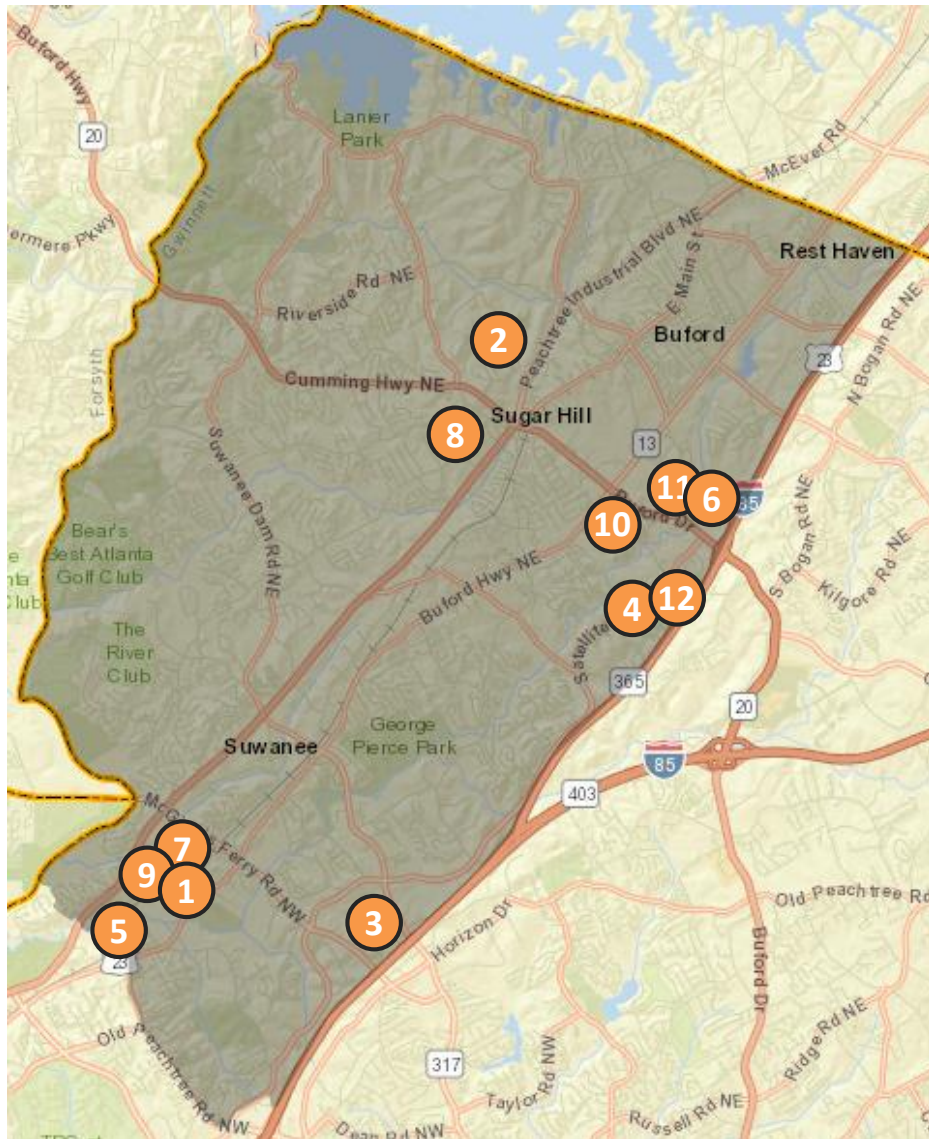 Buford Hwy
20
Lanier
Park
McEver Rd
Gwinnett
ermere Pkwy
Rest Haven
Peachtree Industrial Blvd NE
E Main St
Riverside Rd NE
N Bogan Rd NE
Buford
2
23
Forsyth
Cumming Hwy NE
Sugar Hill
8
13
Suwanee Dam Rd NE
11
6
85
10
Buford Dr
S Bogan Rd NE
Bear's
Best Atlanta
Golf Club
e
nta
Club
Buford Hwy NE
Kilgore Rd NE
4
12
The
River
Club
Satellite
365
20
George
Pierce Park
Suwanee
85
403
7
Ferry Rd NW
9
1
Old Peachtree Rd
3
5
Horizon Dr
23
Buford Dr
Old Peachtree Rd NW
317
Ridge Rd NE
Taylor Rd NW
Russell Rd NE
Dean Rd NW